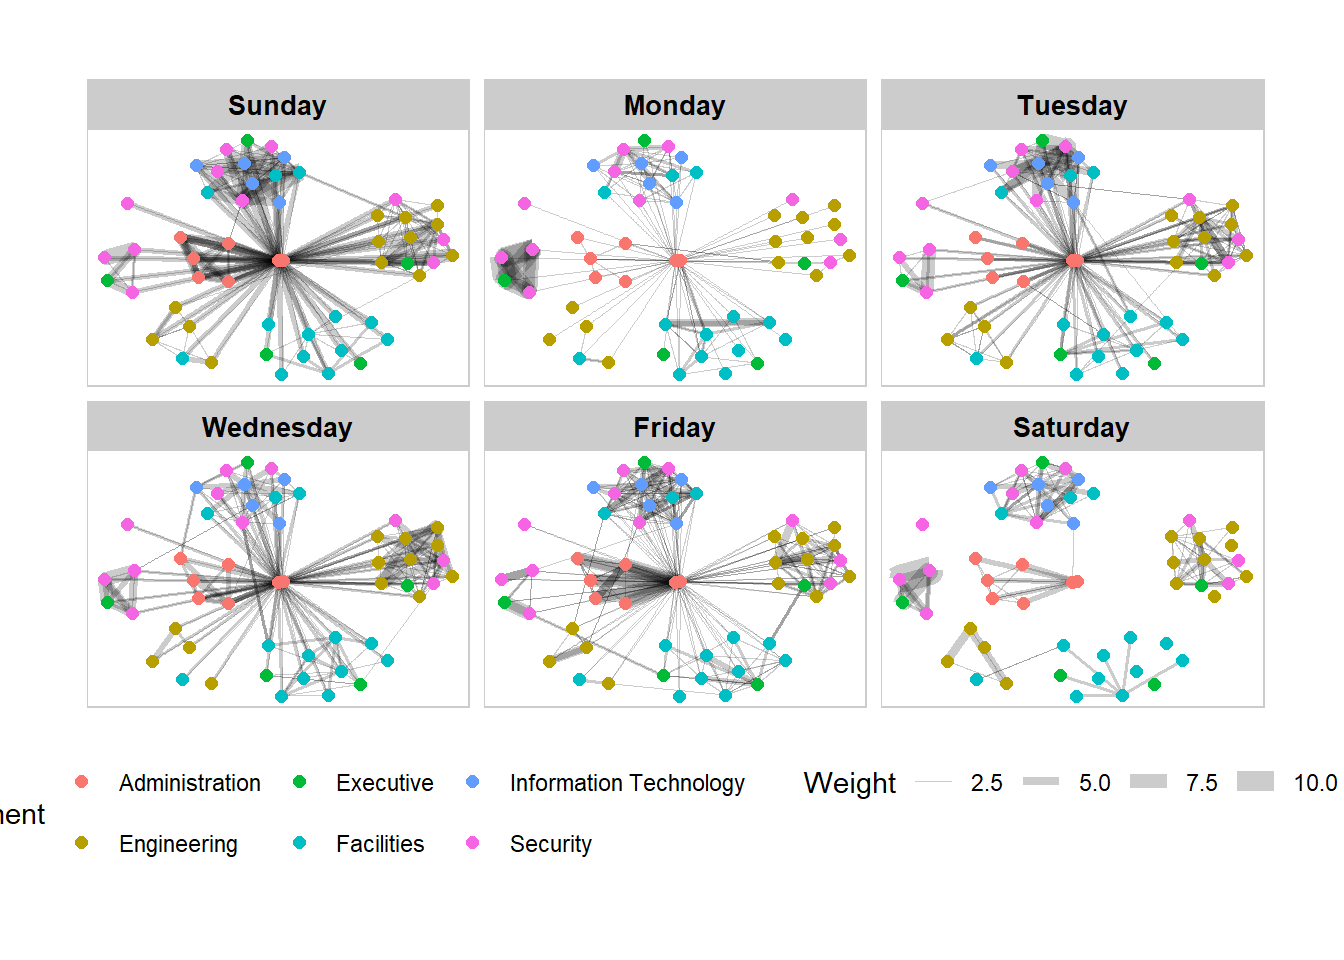 Sunday Monday Tuesday
Wednesday Friday Saturday
Administration Executive Information Technology Weight 2.5 5.0 7.5 10.0
Engineering Facilities Security